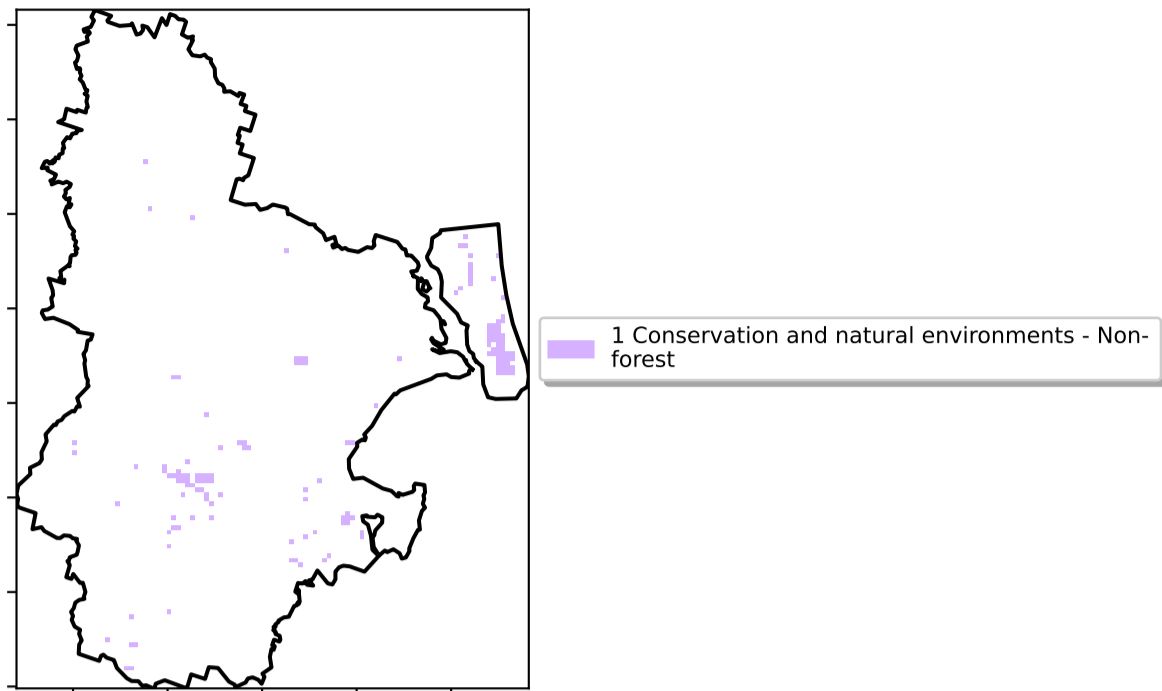 1 Conservation and natural environments - Non-
forest